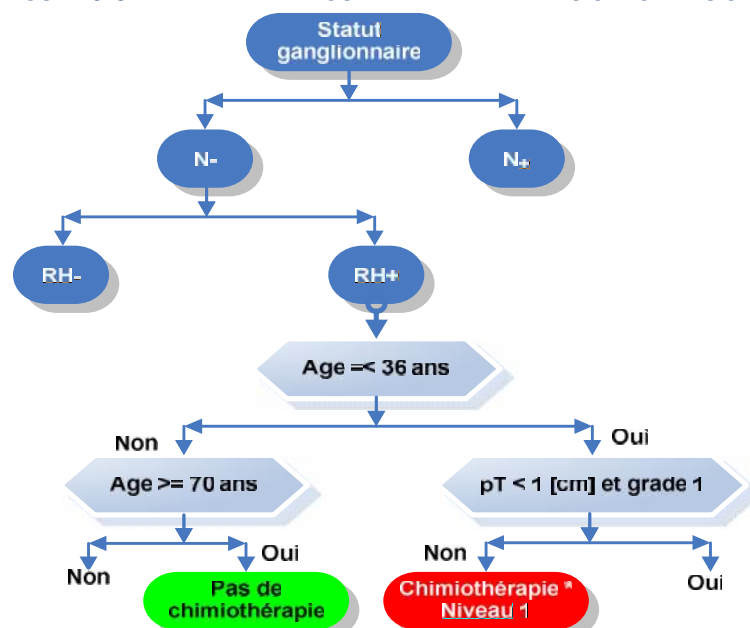 Statut
ganglionnaire
N-
N+
RH-
RH+
Age =< 36 ans
Non
Oui
Age >= 70 ans
pT < 1 [cm] et grade 1
Non
Oui
Non
Oui
Pas de
chimiothérapie
Chimiothérapie *
Niveau 1